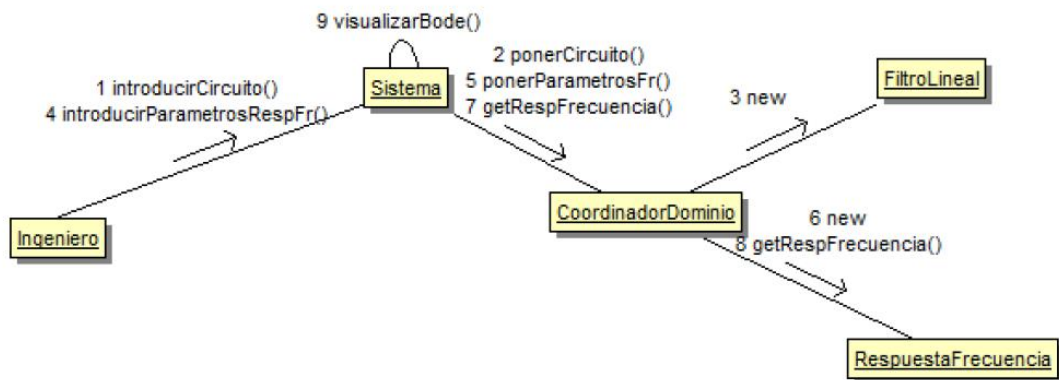 9 visualizarBode()
1 introducirCircuito()
4 introducirParametrosRespFr()
Sistema
2 ponerCircuito()
5 ponerParametrosFr()
7 getRespFrecuencia()
3 new
FiltroLineal
Ingeniero
CoordinadorDominio
6 new
8 getRespFrecuencia()
RespuestaFrecuencia